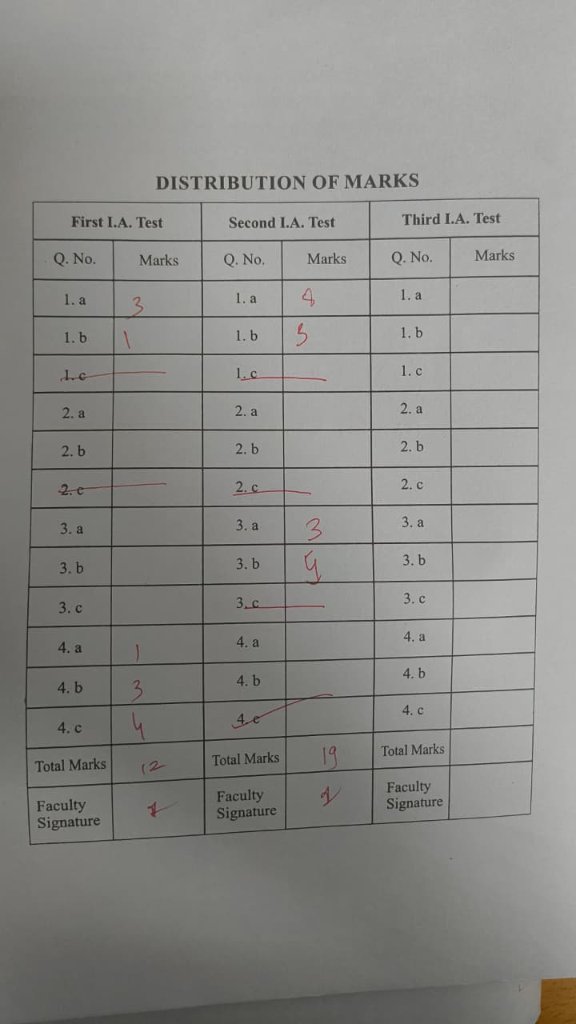 DISTRIBUTION OF MARKS
First I.A. Test Second I.A. Test Third I.A. Test
Q. No. Marks Q. No. Marks Q. No. Marks
1. a 3 1. a 4 1. a
1. b 1 1. b 3 1. b
1. c 1. c 1. c
2. a 2. a 2. a
2. b 2. b 2. b
2. c 2. c 2. c
3. a 3. a 3 3. a
3. b 3. b 9 3. b
3. c 3. c 3. c
4. a 1 4. a 4. a
4. b 3 4. b 4. b
4. c 4 4. c 4. c
Total Marks 12 Total Marks 19 Total Marks
Faculty Faculty Faculty
Signature Signature Signature